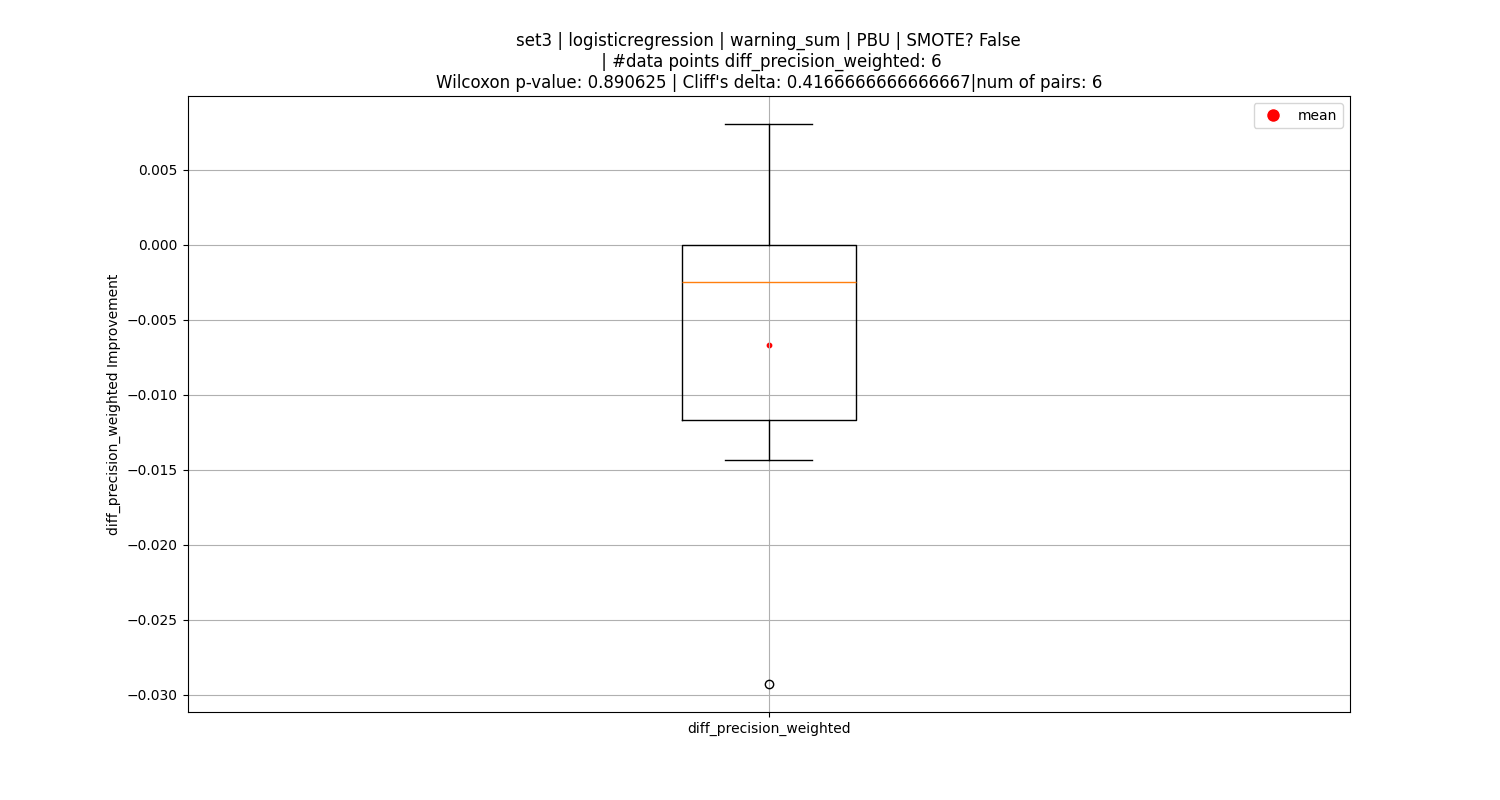 set3 | logisticregression | warning_sum | PBU | SMOTE? False
| #data points diff_precision_weighted: 6
Wilcoxon p-value: 0.890625 | Cliff's delta: 0.4166666666666667|num of pairs: 6
mean
0.005
0.000
−0.005
−0.010
−0.015
−0.020
−0.025
−0.030
diff_precision_weighted Improvement
diff_precision_weighted